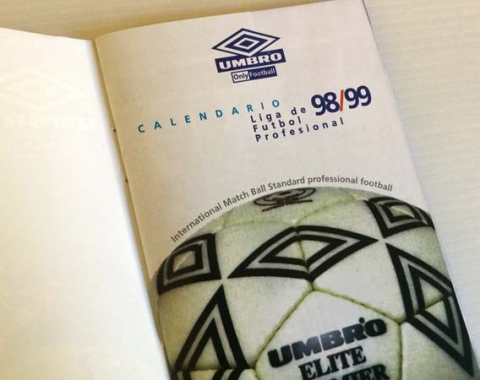 UMBRO
Only Football
CALENDARIO
Liga de 98/99
Futbol
Profesional
International Match Ball Standard professional football
UMBRO
ELITE